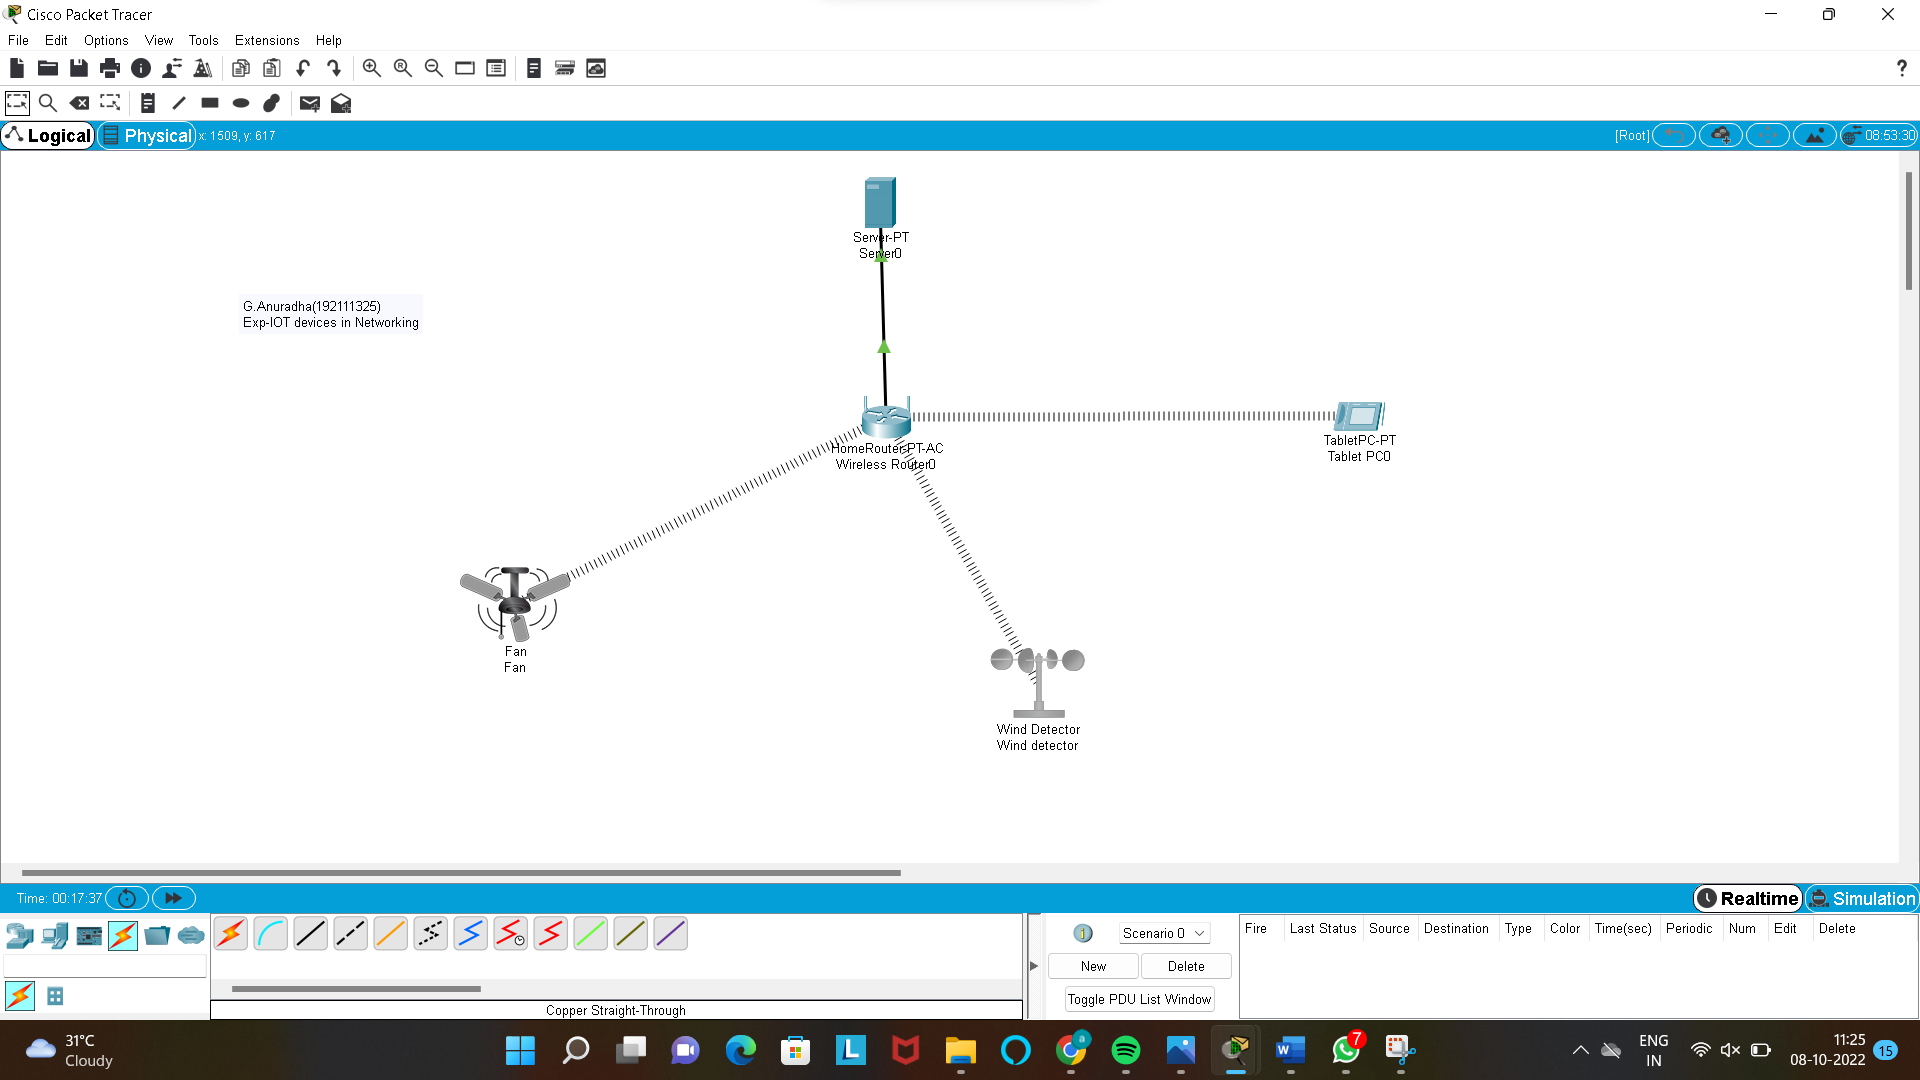 Cisco Packet Tracer
File Edit Options View Tools Extensions Help
?
Logical Physical x: 1509, y: 617 [Root] 08:53:30
Server-PT
Server0
G.Anuradha(192111325)
Exp-IOT devices in Networking
HomeRouter-PT-AC
Wireless Router0
TabletPC-PT
Tablet PC0
Fan
Fan
Wind Detector
Wind detector
Time: 00:17:37 Realtime Simulation
Scenario 0
New Delete
Toggle PDU List Window
Fire Last Status Source Destination Type Color Time(sec) Periodic Num Edit Delete
Copper Straight-Through
31°C
Cloudy
7
ENG
IN
11:25
08-10-2022
15